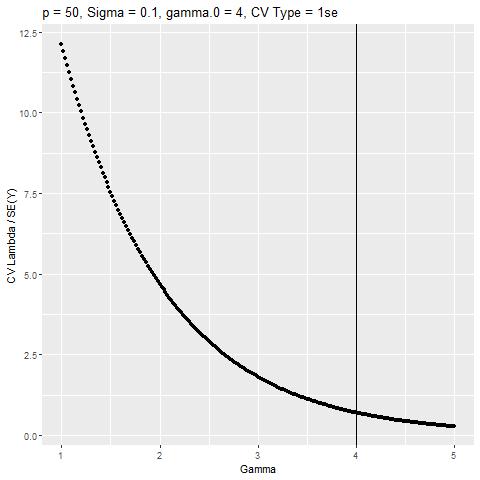 p = 50, Sigma = 0.1, gamma.0 = 4, CV Type = 1se
12.5
10.0
7.5
5.0
2.5
0.0
CV Lambda / SE(Y)
1 2 3 4 5
Gamma